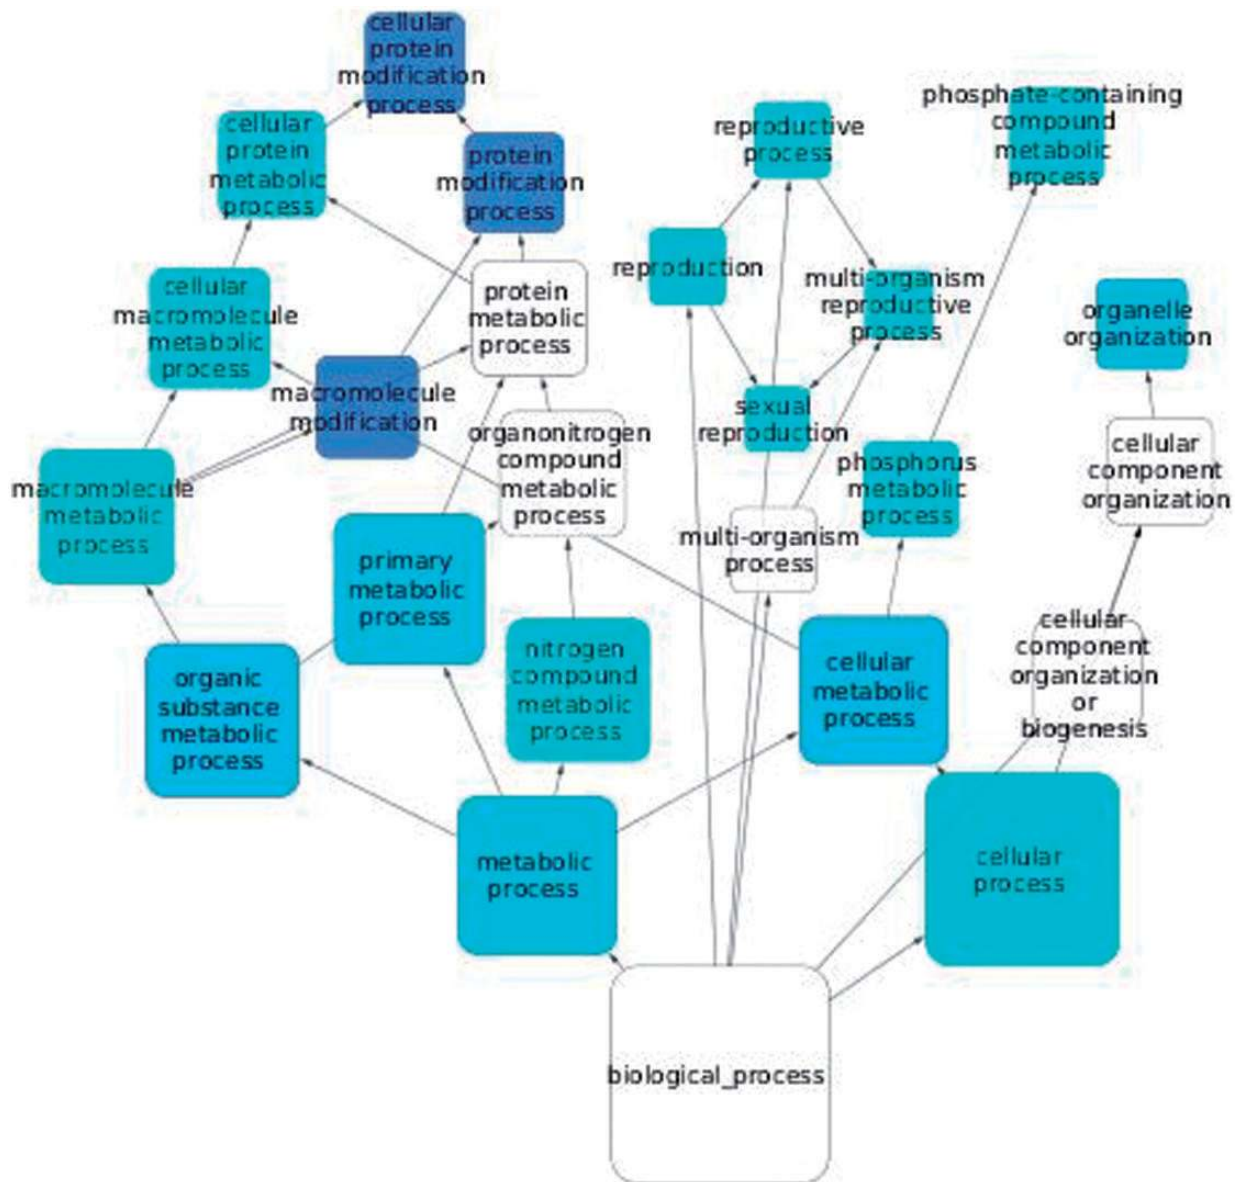 cellular
protein
modification
process
cellular
protein
metabolic
process
protein
modification
process
reproductive
process
phosphate-containing
compound
metabolic
process
reproduction
multi-organism
reproductive
process
organelle
organization
cellular
macromolecule
metabolic
process
protein
metabolic
process
macromolecule
modification
sexual
reproduction
organonitrogen
compound
metabolic
process
phosphorus
metabolic
process
cellular
component
organization
macromolecule
metabolic
process
primary
metabolic
process
multi-organism
process
cellular
component
organization
or
biogenesis
organic
substance
metabolic
process
nitrogen
compound
metabolic
process
cellular
metabolic
process
metabolic
process
cellular
process
biological_process